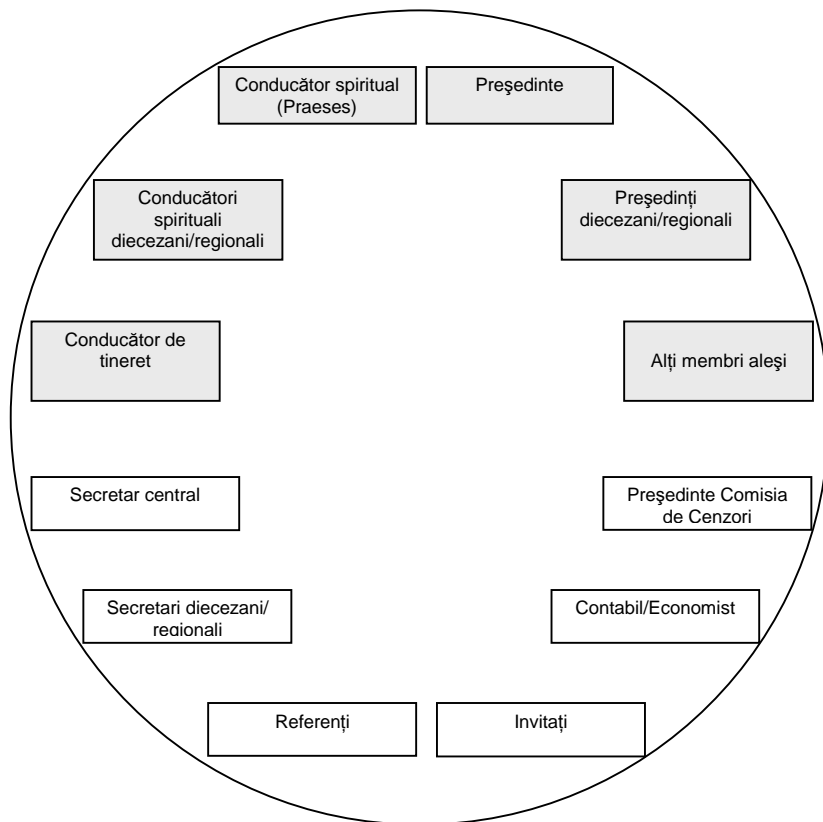 Conducător spiritual
(Praeses)
Preşedinte
Conducători
spirituali
diecezani/regionali
Preşedinţi
diecezani/regionali
Conducător de
tineret
Alţi membri aleşi
Secretar central
Preşedinte Comisia
de Cenzori
Secretari diecezani/
regionali
Contabil/Economist
Referenţi
Invitaţi